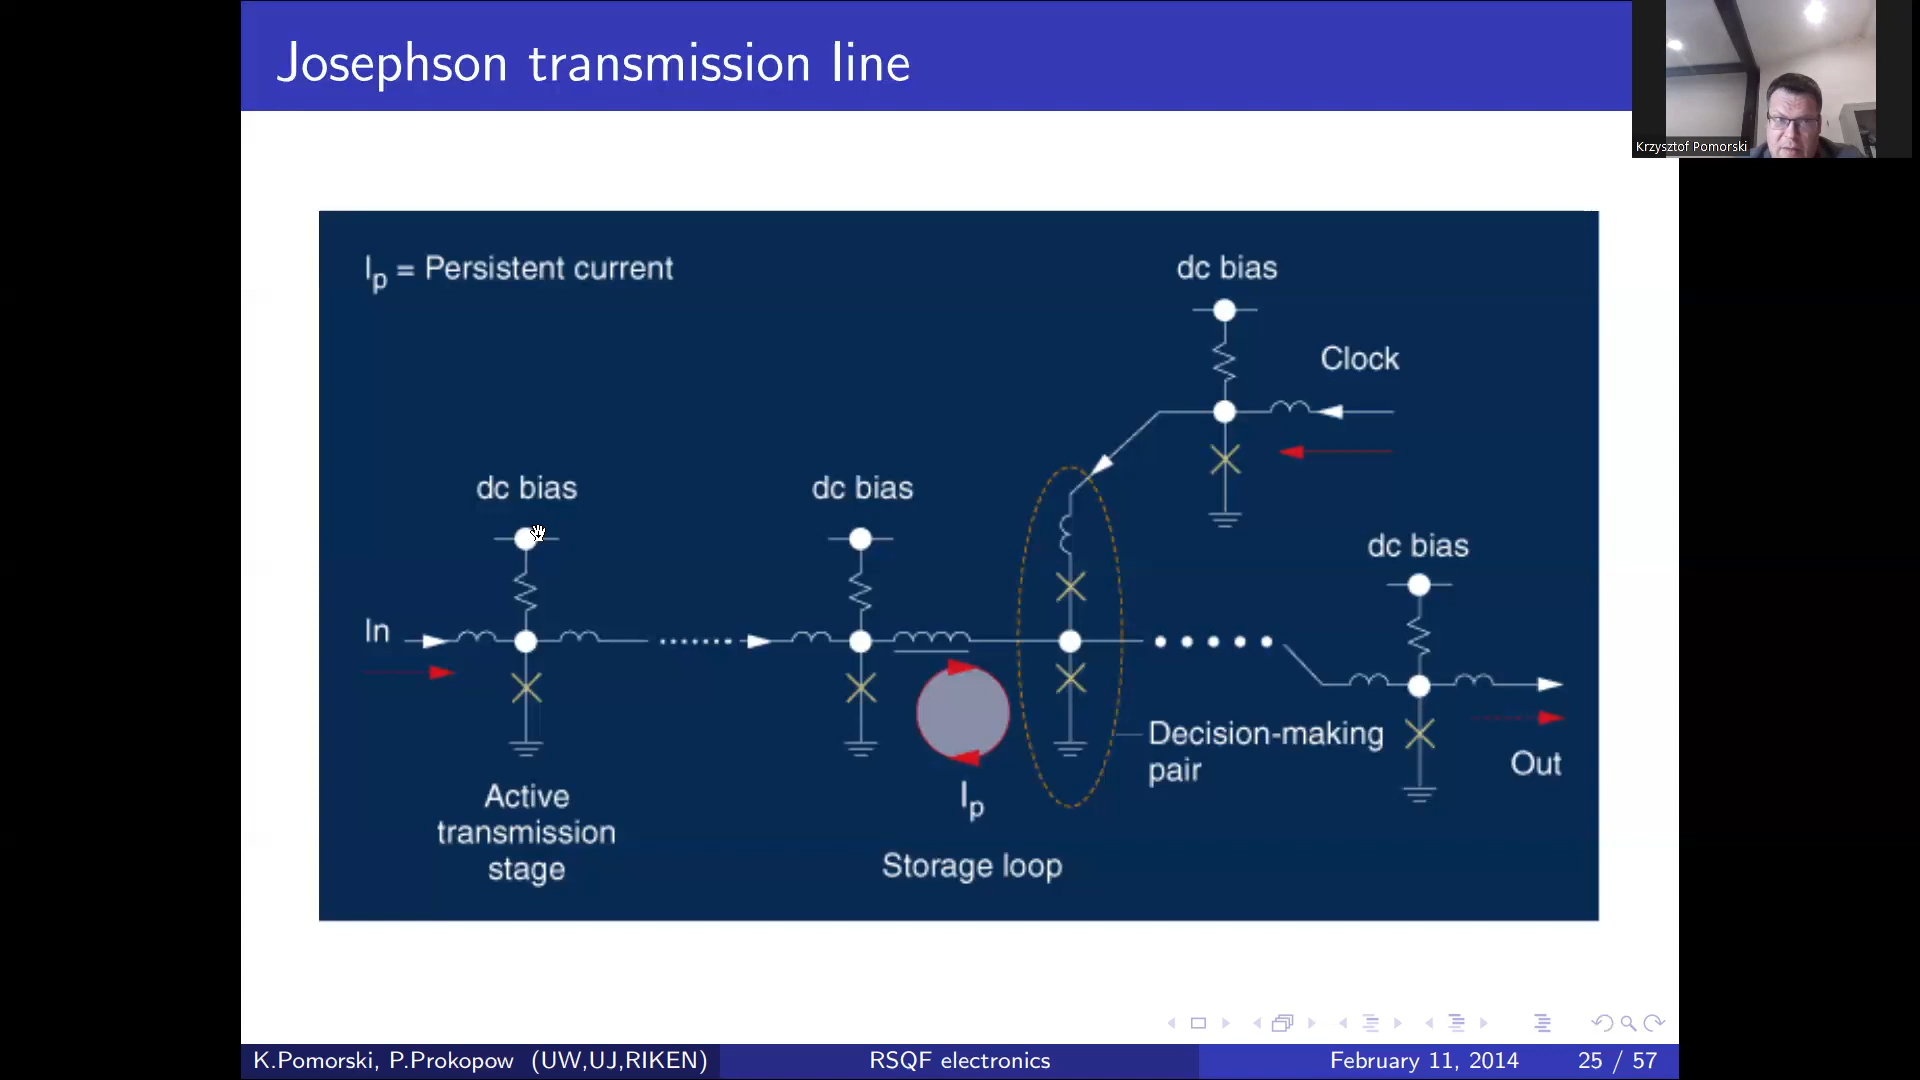 Josephson transmission line
Krzysztof Pomorski
Ip = Persistent current
dc bias
Clock
dc bias
dc bias
dc bias
In
Decision-making
pair
Out
Ip
Active
transmission
stage
Storage loop
K.Pomorski, P.Prokopow (UW,UJ,RIKEN)
RSQF electronics
February 11, 2014
25 / 57